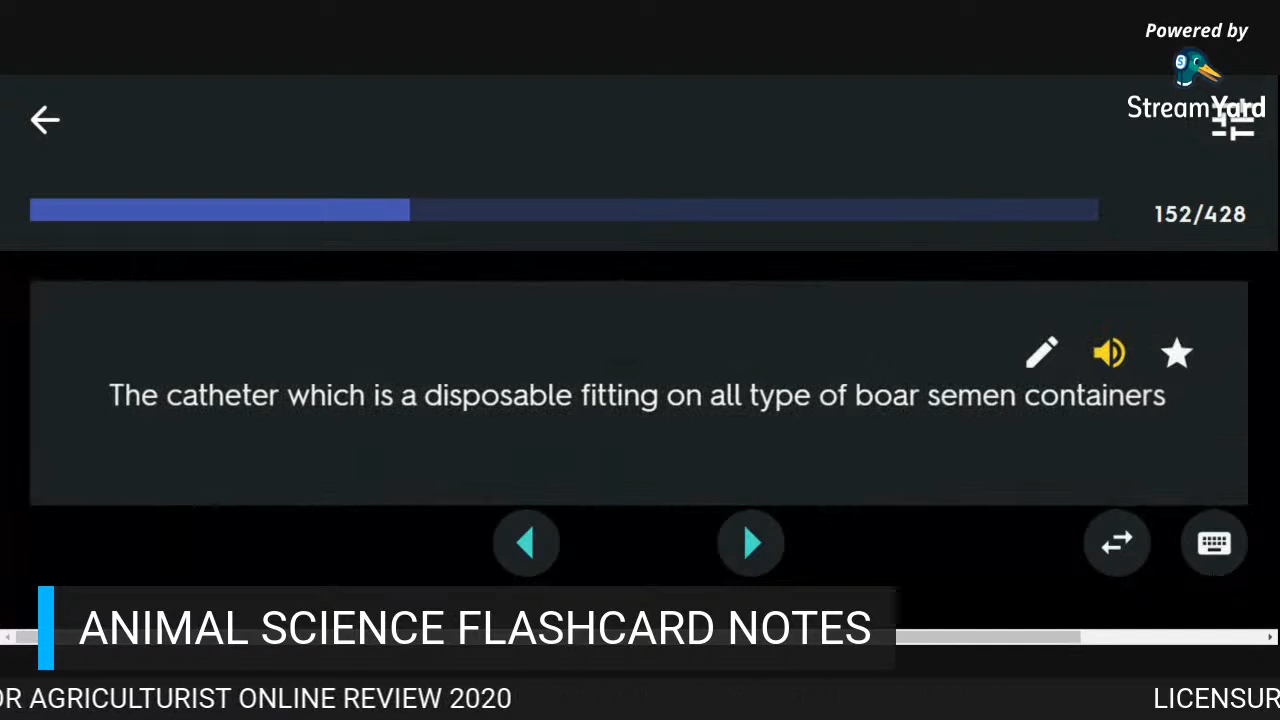 Powered by
StreamYard
152/428
The catheter which is a disposable fitting on all type of boar semen containers
ANIMAL SCIENCE FLASHCARD NOTES
OR AGRICULTURIST ONLINE REVIEW 2020 LICENSUR